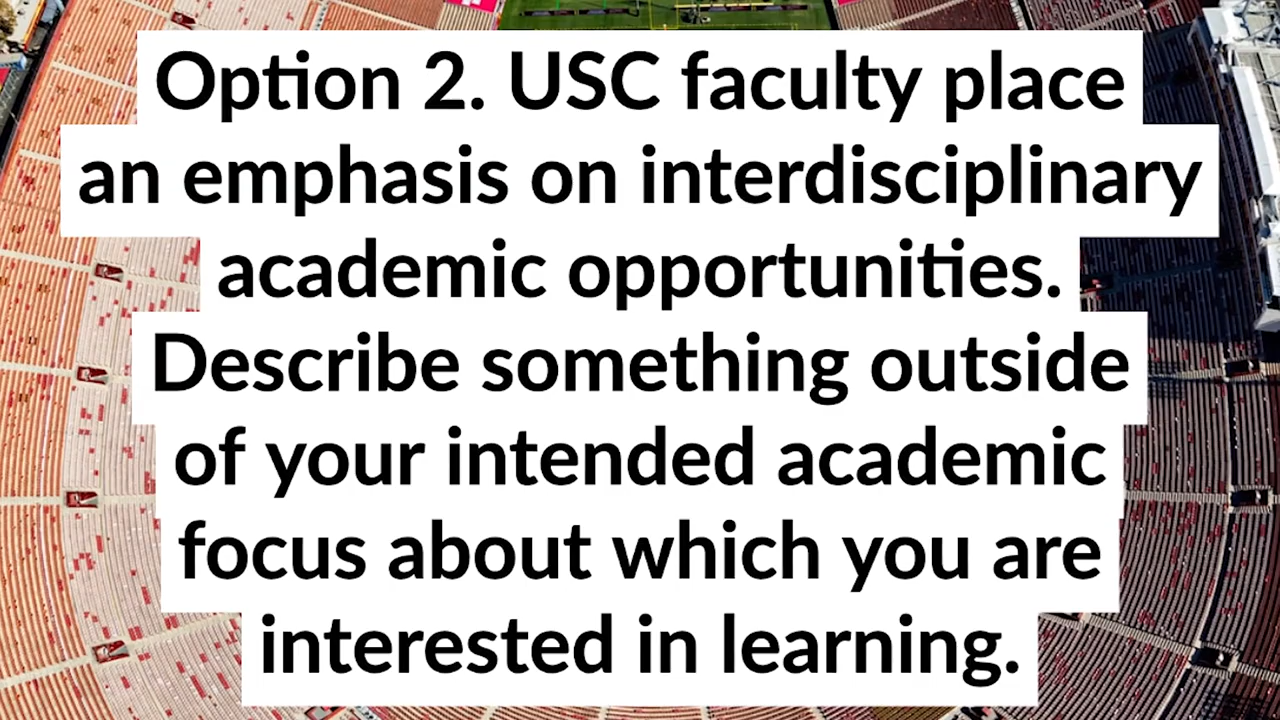 Option 2. USC faculty place
an emphasis on interdisciplinary
academic opportunities.
Describe something outside
of your intended academic
focus about which you are
interested in learning.